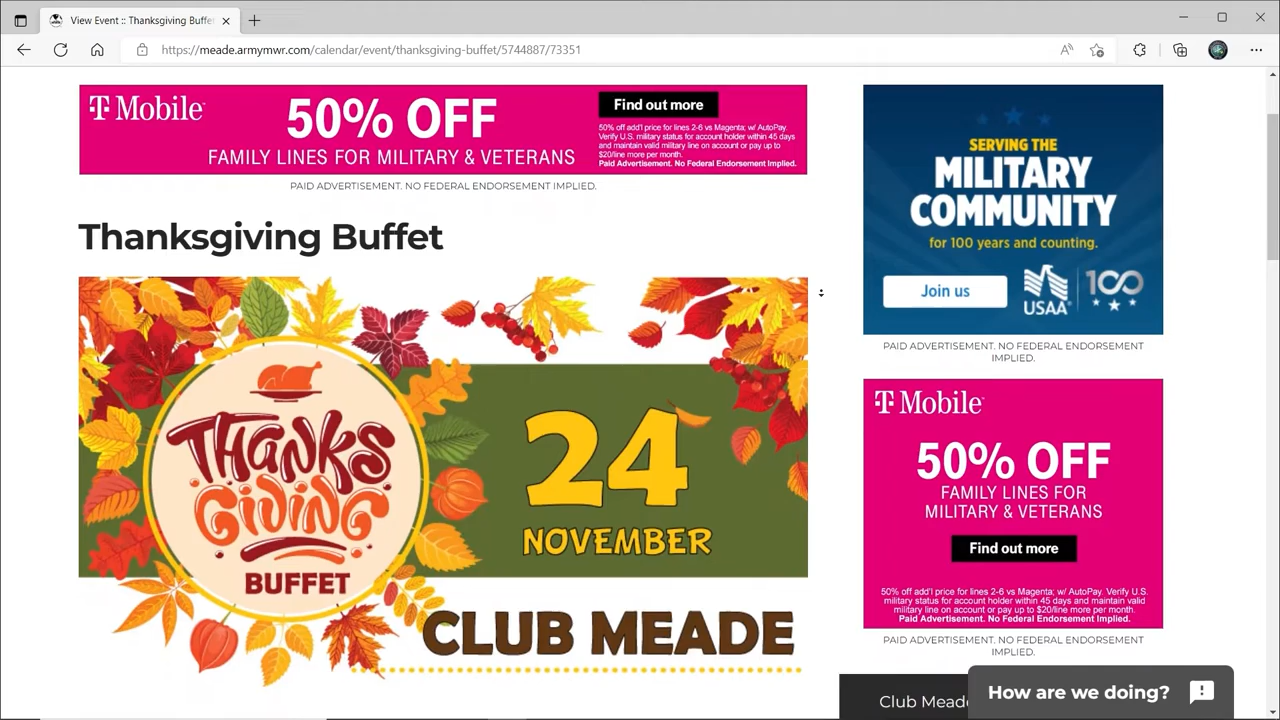 View Event :: Thanksgiving Buffet
https://meade.armymwr.com/calendar/event/thanksgiving-buffet/5744887/73351
T Mobile
50% OFF
FAMILY LINES FOR MILITARY & VETERANS
Find out more
50% off add'l price for lines 2-6 vs Magenta; w/ AutoPay.
Verify U.S. military status for account holder within 45 days
and maintain valid military line on account or pay up to
$20/line more per month.
Paid Advertisement. No Federal Endorsement Implied.
PAID ADVERTISEMENT. NO FEDERAL ENDORSEMENT IMPLIED.
Thanksgiving Buffet
THANKS
GIVING
BUFFET
24
NOVEMBER
CLUB MEADE
SERVING THE
MILITARY
COMMUNITY
for 100 years and counting.
Join us
USAA
100
PAID ADVERTISEMENT. NO FEDERAL ENDORSEMENT
IMPLIED.
T Mobile
50% OFF
FAMILY LINES FOR
MILITARY & VETERANS
Find out more
50% off add'l price for lines 2-6 vs Magenta; w/ AutoPay. Verify U.S.
military status for account holder within 45 days and maintain valid
military line on account or pay up to $20/line more per month.
Paid Advertisement. No Federal Endorsement Implied.
PAID ADVERTISEMENT. NO FEDERAL ENDORSEMENT
IMPLIED.
Club Meade
How are we doing?